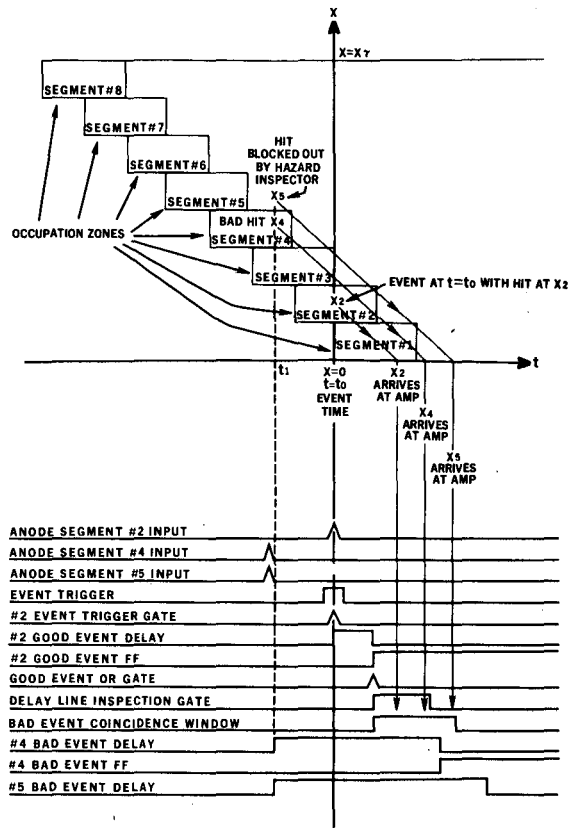 X
X=Xτ
SEGMENT#8
SEGMENT#7
SEGMENT#6
SEGMENT#5
HIT
BLOCKED OUT
BY HAZARD
INSPECTOR
X5
OCCUPATION ZONES
BAD HIT X4
SEGMENT#4
SEGMENT#3
EVENT AT t=t0 WITH HIT AT X2
X2
SEGMENT#2
SEGMENT#1
t
t1
X=0
t=t0
EVENT
TIME
X2
ARRIVES
AT AMP
X4
ARRIVES
AT AMP
X5
ARRIVES
AT AMP
ANODE SEGMENT #2 INPUT
ANODE SEGMENT #4 INPUT
ANODE SEGMENT #5 INPUT
EVENT TRIGGER
#2 EVENT TRIGGER GATE
#2 GOOD EVENT DELAY
#2 GOOD EVENT FF
GOOD EVENT OR GATE
DELAY LINE INSPECTION GATE
BAD EVENT COINCIDENCE WINDOW
#4 BAD EVENT DELAY
#4 BAD EVENT FF
#5 BAD EVENT DELAY